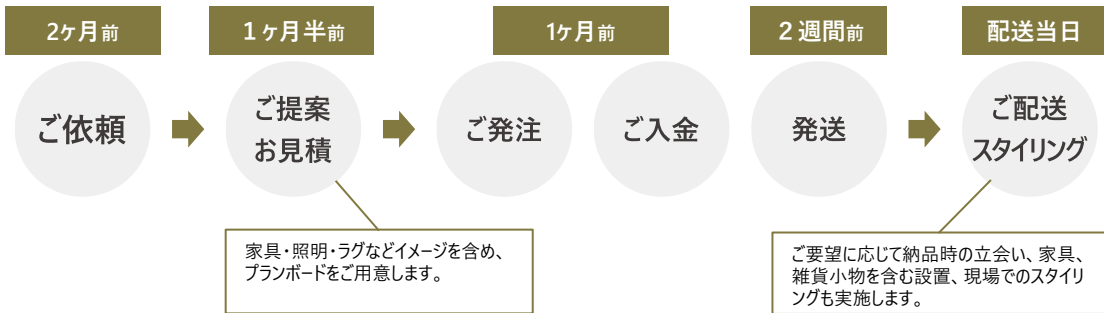 2ヶ月前
１ヶ月半前
1ヶ月前
２週間前
配送当日
ご依頼
ご提案
お見積
ご発注
ご入金
発送
ご配送
スタイリング
家具・照明・ラグなどイメージを含め、
プランボードをご用意します。
ご要望に応じて納品時の立会い、家具、
雑貨小物を含む設置、現場でのスタイリ
ングも実施します。